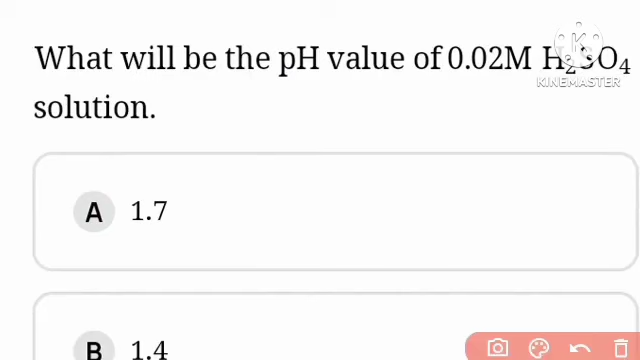 What will be the pH value of 0.02M H₂SO₄
solution.
KINEMASTER
A 1.7
B 1.4